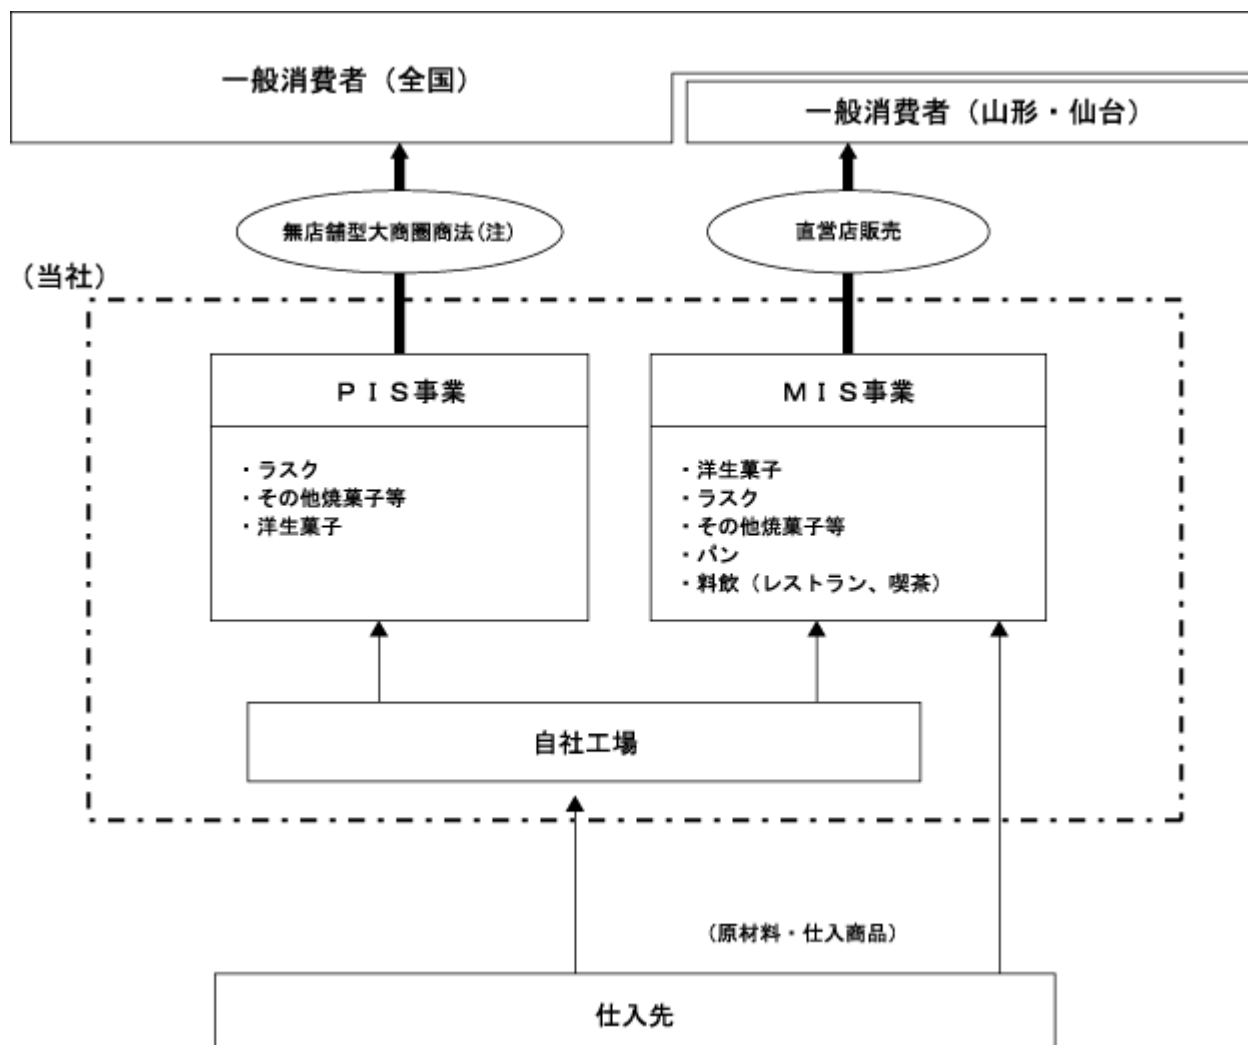 一般消費者（全国）
一般消費者（山形・仙台）
無店舗型大商圏商法(注)
直営店販売
（当社）
ＰＩＳ事業
・ラスク
・その他焼菓子等
・洋生菓子
ＭＩＳ事業
・洋生菓子
・ラスク
・その他焼菓子等
・パン
・料飲（レストラン、喫茶）
自社工場
（原材料・仕入商品）
仕入先